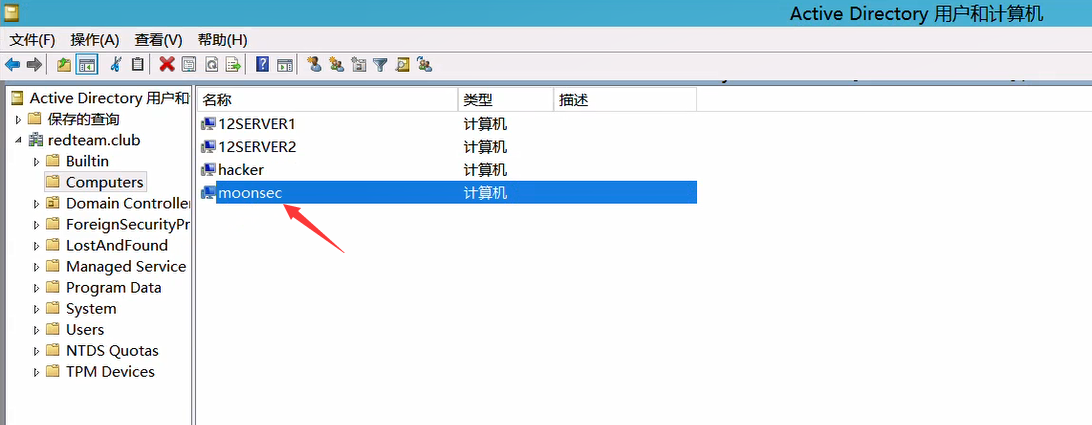 Active Directory 用户和计算机
文件(F) 操作(A) 查看(V) 帮助(H)
Active Directory 用户和
保存的查询
redteam.club
Builtin
Computers
Domain Controller
ForeignSecurityPr
LostAndFound
Managed Service
Program Data
System
Users
NTDS Quotas
TPM Devices
名称 类型 描述
12SERVER1 计算机
12SERVER2 计算机
hacker 计算机
moonsec 计算机